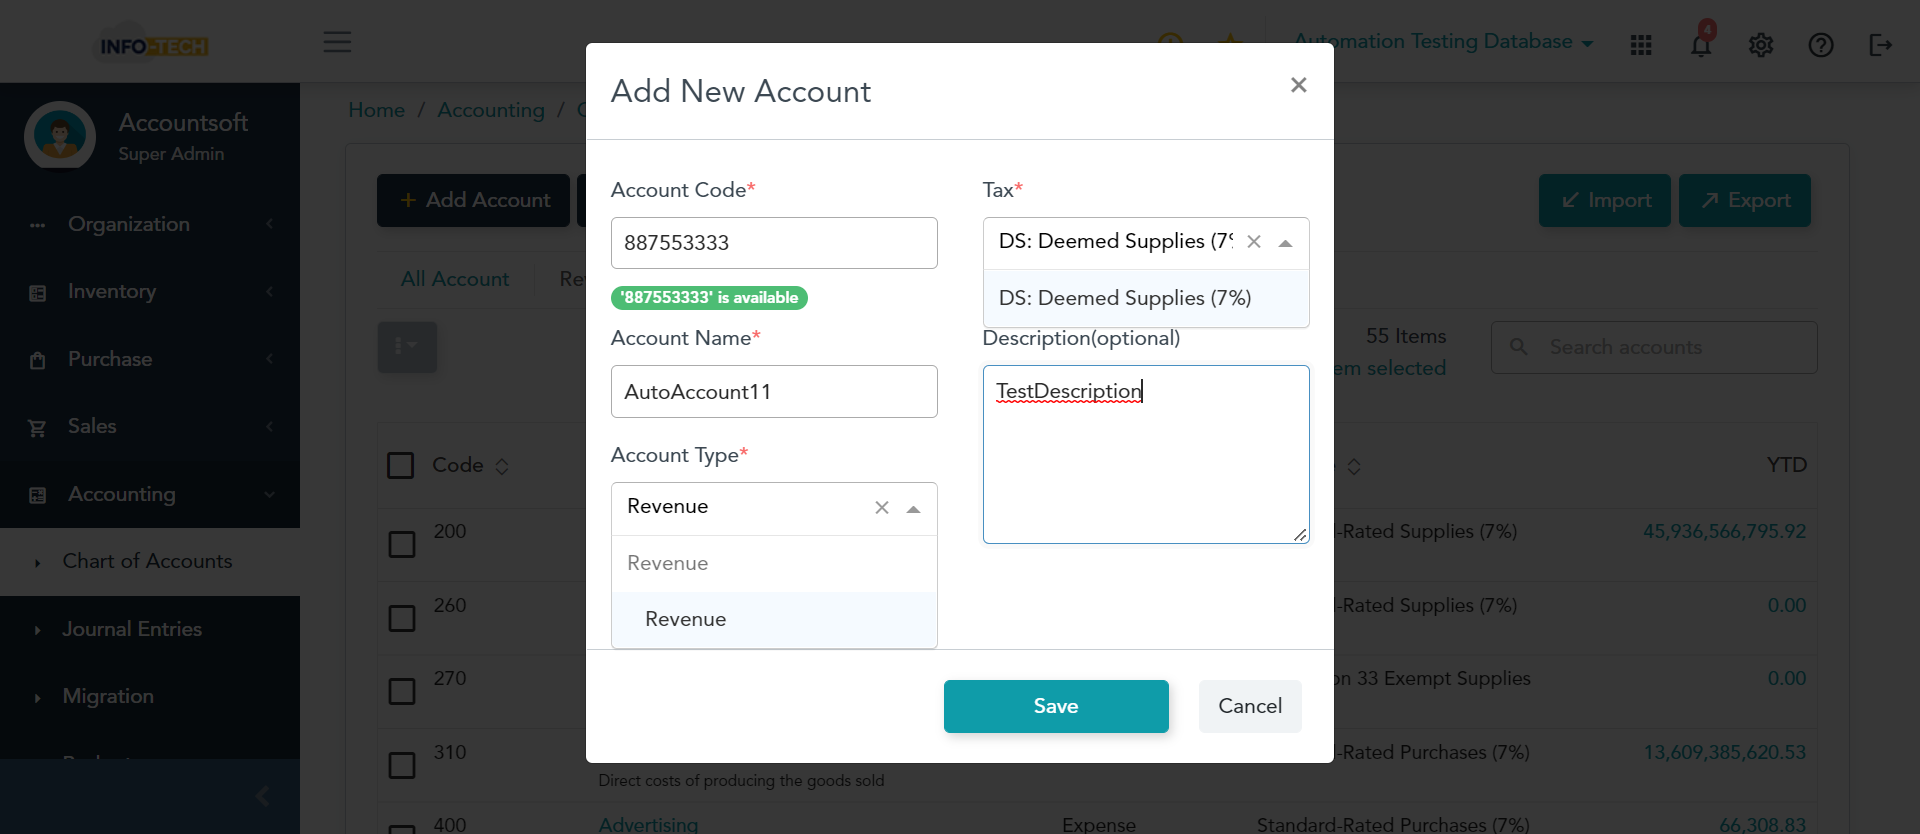 INFO-TECH
Automation Testing Database
4
Accountsoft
Super Admin
Organization
Inventory
Purchase
Sales
Accounting
Chart of Accounts
Journal Entries
Migration
Home / Accounting /
+ Add Account
Import
Export
All Account
55 Items
selected
Search accounts
Add New Account
×
Account Code*
887553333
'887553333' is available
Account Name*
AutoAccount11
Account Type*
Revenue
Revenue
Revenue
Tax*
DS: Deemed Supplies (7%
DS: Deemed Supplies (7%)
Description(optional)
TestDescription
Save
Cancel
Code
YTD
200
-Rated Supplies (7%)
45,936,566,795.92
260
-Rated Supplies (7%)
0.00
270
33 Exempt Supplies
0.00
310
-Rated Purchases (7%)
13,609,385,620.53
Direct costs of producing the goods sold
400
Advertising
Expense
Standard-Rated Purchases (7%)
66,308.83